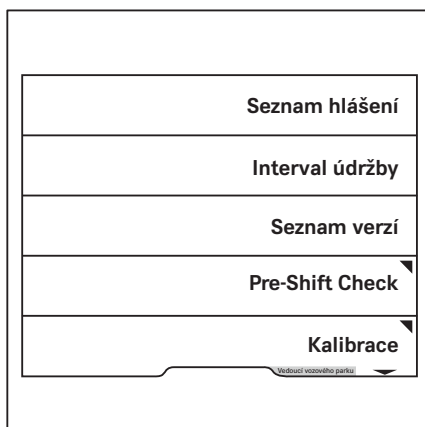 Seznam hlášení
Interval údržby
Seznam verzí
Pre-Shift Check
Kalibrace
Vedoucí vozového parku